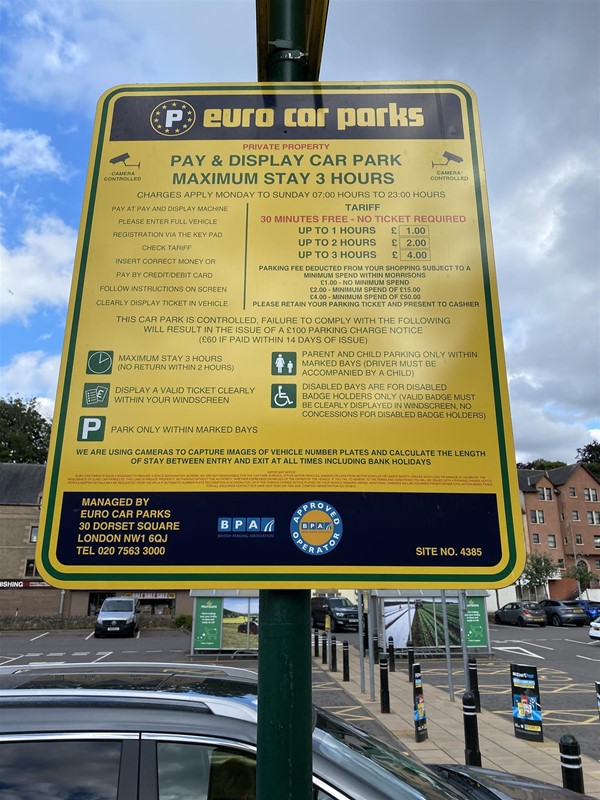 P euro car parks
PRIVATE PROPERTY
PAY & DISPLAY CAR PARK
MAXIMUM STAY 3 HOURS
CAMERA
CONTROLLED
CAMERA
CONTROLLED
CHARGES APPLY MONDAY TO SUNDAY 07:00 HOURS TO 23:00 HOURS
PAY AT PAY AND DISPLAY MACHINE
PLEASE ENTER FULL VEHICLE
REGISTRATION VIA THE KEY PAD
CHECK TARIFF
INSERT CORRECT MONEY OR
PAY BY CREDIT/DEBIT CARD
FOLLOW INSTRUCTIONS ON SCREEN
CLEARLY DISPLAY TICKET IN VEHICLE
TARIFF
30 MINUTES FREE - NO TICKET REQUIRED
UP TO 1 HOURS £ 1.00
UP TO 2 HOURS £ 2.00
UP TO 3 HOURS £ 4.00
PARKING FEE DEDUCTED FROM YOUR SHOPPING SUBJECT TO A
MINIMUM SPEND WITHIN MORRISONS
£1.00 - NO MINIMUM SPEND
£2.00 - MINIMUM SPEND OF £15.00
£4.00 - MINIMUM SPEND OF £50.00
PLEASE RETAIN YOUR PARKING TICKET AND PRESENT TO CASHIER
THIS CAR PARK IS CONTROLLED, FAILURE TO COMPLY WITH THE FOLLOWING
WILL RESULT IN THE ISSUE OF A £100 PARKING CHARGE NOTICE
(£60 IF PAID WITHIN 14 DAYS OF ISSUE)
MAXIMUM STAY 3 HOURS
(NO RETURN WITHIN 2 HOURS)
DISPLAY A VALID TICKET CLEARLY
WITHIN YOUR WINDSCREEN
P PARK ONLY WITHIN MARKED BAYS
PARENT AND CHILD PARKING ONLY WITHIN
MARKED BAYS (DRIVER MUST BE
ACCOMPANIED BY A CHILD)
DISABLED BAYS ARE FOR DISABLED
BADGE HOLDERS ONLY (VALID BADGE MUST
BE CLEARLY DISPLAYED IN WINDSCREEN, NO
CONCESSIONS FOR DISABLED BADGE HOLDERS)
WE ARE USING CAMERAS TO CAPTURE IMAGES OF VEHICLE NUMBER PLATES AND CALCULATE THE LENGTH
OF STAY BETWEEN ENTRY AND EXIT AT ALL TIMES INCLUDING BANK HOLIDAYS
IMPORTANT NOTICE
MANAGED BY
EURO CAR PARKS
30 DORSET SQUARE
LONDON NW1 6QJ
TEL 020 7563 3000
BPA
BRITISH PARKING ASSOCIATION
APPROVED
BPA
OPERATOR
SITE NO. 4385